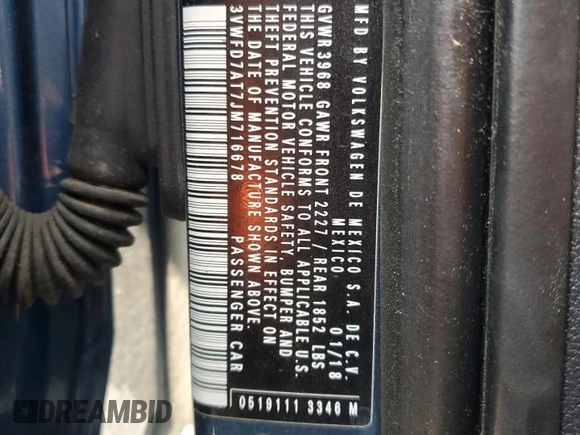 MFD BY VOLKSWAGEN DE MEXICO S.A. DE C.V.
MEXICO 01/18
GVWR 3968 GAWR FRONT 2227 / REAR 1852 LBS
THIS VEHICLE CONFORMS TO ALL APPLICABLE U.S.
FEDERAL MOTOR VEHICLE SAFETY, BUMPER AND
THEFT PREVENTION STANDARDS IN EFFECT ON
THE DATE OF MANUFACTURE SHOWN ABOVE.
3VWFD7AT7JM716678 PASSENGER CAR
0519111 3346 M
DREAMBID